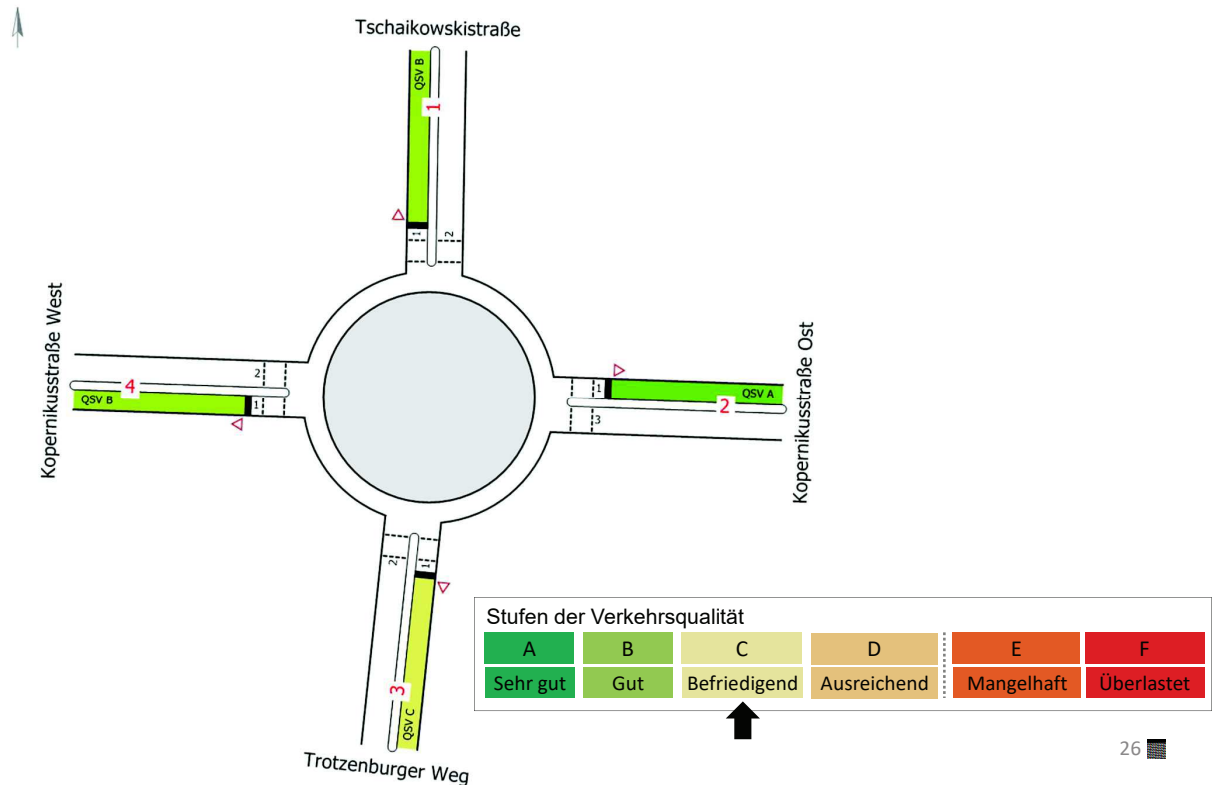 Tschaikowskistraße
QSV B
1
1
2
Kopernikusstraße West
2
4
QSV B
1
1
QSV A
2
3
Kopernikusstraße Ost
2
1
3
QSV C
Trotzenburger Weg
Stufen der Verkehrsqualität
A B C D E F
Sehr gut Gut Befriedigend Ausreichend Mangelhaft Überlastet
26